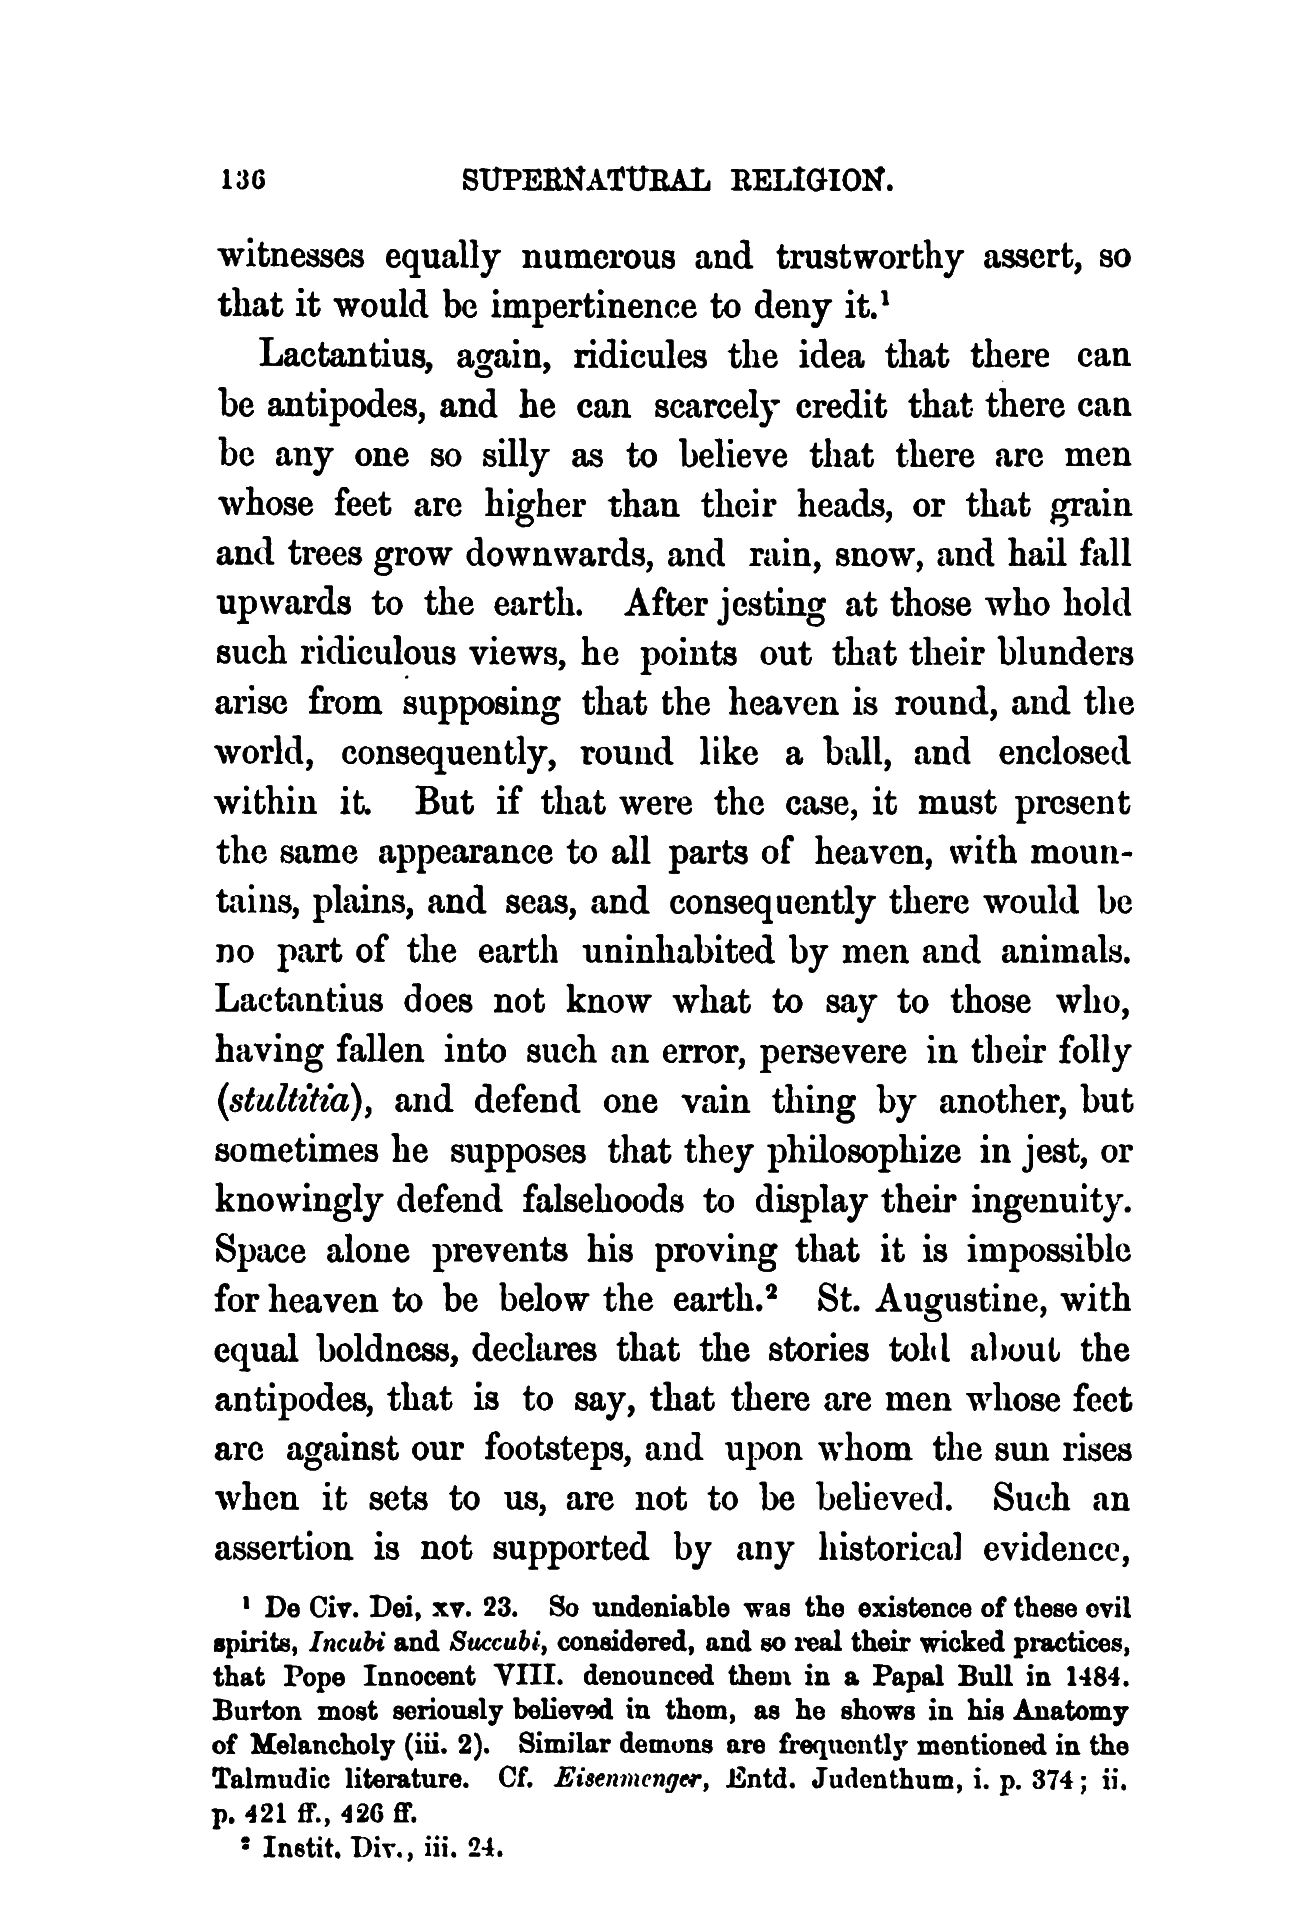 136 SUPERNATURAL RELIGION.
witnesses equally numerous and trustworthy assert, so
that it would be impertinence to deny it.¹
Lactantius, again, ridicules the idea that there can
be antipodes, and he can scarcely credit that there can
be any one so silly as to believe that there are men
whose feet are higher than their heads, or that grain
and trees grow downwards, and rain, snow, and hail fall
upwards to the earth. After jesting at those who hold
such ridiculous views, he points out that their blunders
arise from supposing that the heaven is round, and the
world, consequently, round like a ball, and enclosed
within it. But if that were the case, it must present
the same appearance to all parts of heaven, with moun-
tains, plains, and seas, and consequently there would be
no part of the earth uninhabited by men and animals.
Lactantius does not know what to say to those who,
having fallen into such an error, persevere in their folly
(stultitia), and defend one vain thing by another, but
sometimes he supposes that they philosophize in jest, or
knowingly defend falsehoods to display their ingenuity.
Space alone prevents his proving that it is impossible
for heaven to be below the earth.² St. Augustine, with
equal boldness, declares that the stories told about the
antipodes, that is to say, that there are men whose feet
are against our footsteps, and upon whom the sun rises
when it sets to us, are not to be believed. Such an
assertion is not supported by any historical evidence,
¹ De Civ. Dei, xv. 23. So undeniable was the existence of these evil
spirits, Incubi and Succubi, considered, and so real their wicked practices,
that Pope Innocent VIII. denounced them in a Papal Bull in 1484.
Burton most seriously believed in them, as he shows in his Anatomy
of Melancholy (iii. 2). Similar demons are frequently mentioned in the
Talmudic literature. Cf. Eisenmenger, Entd. Judenthum, i. p. 374; ii.
p. 421 ff., 426 ff.
² Instit. Div., iii. 24.